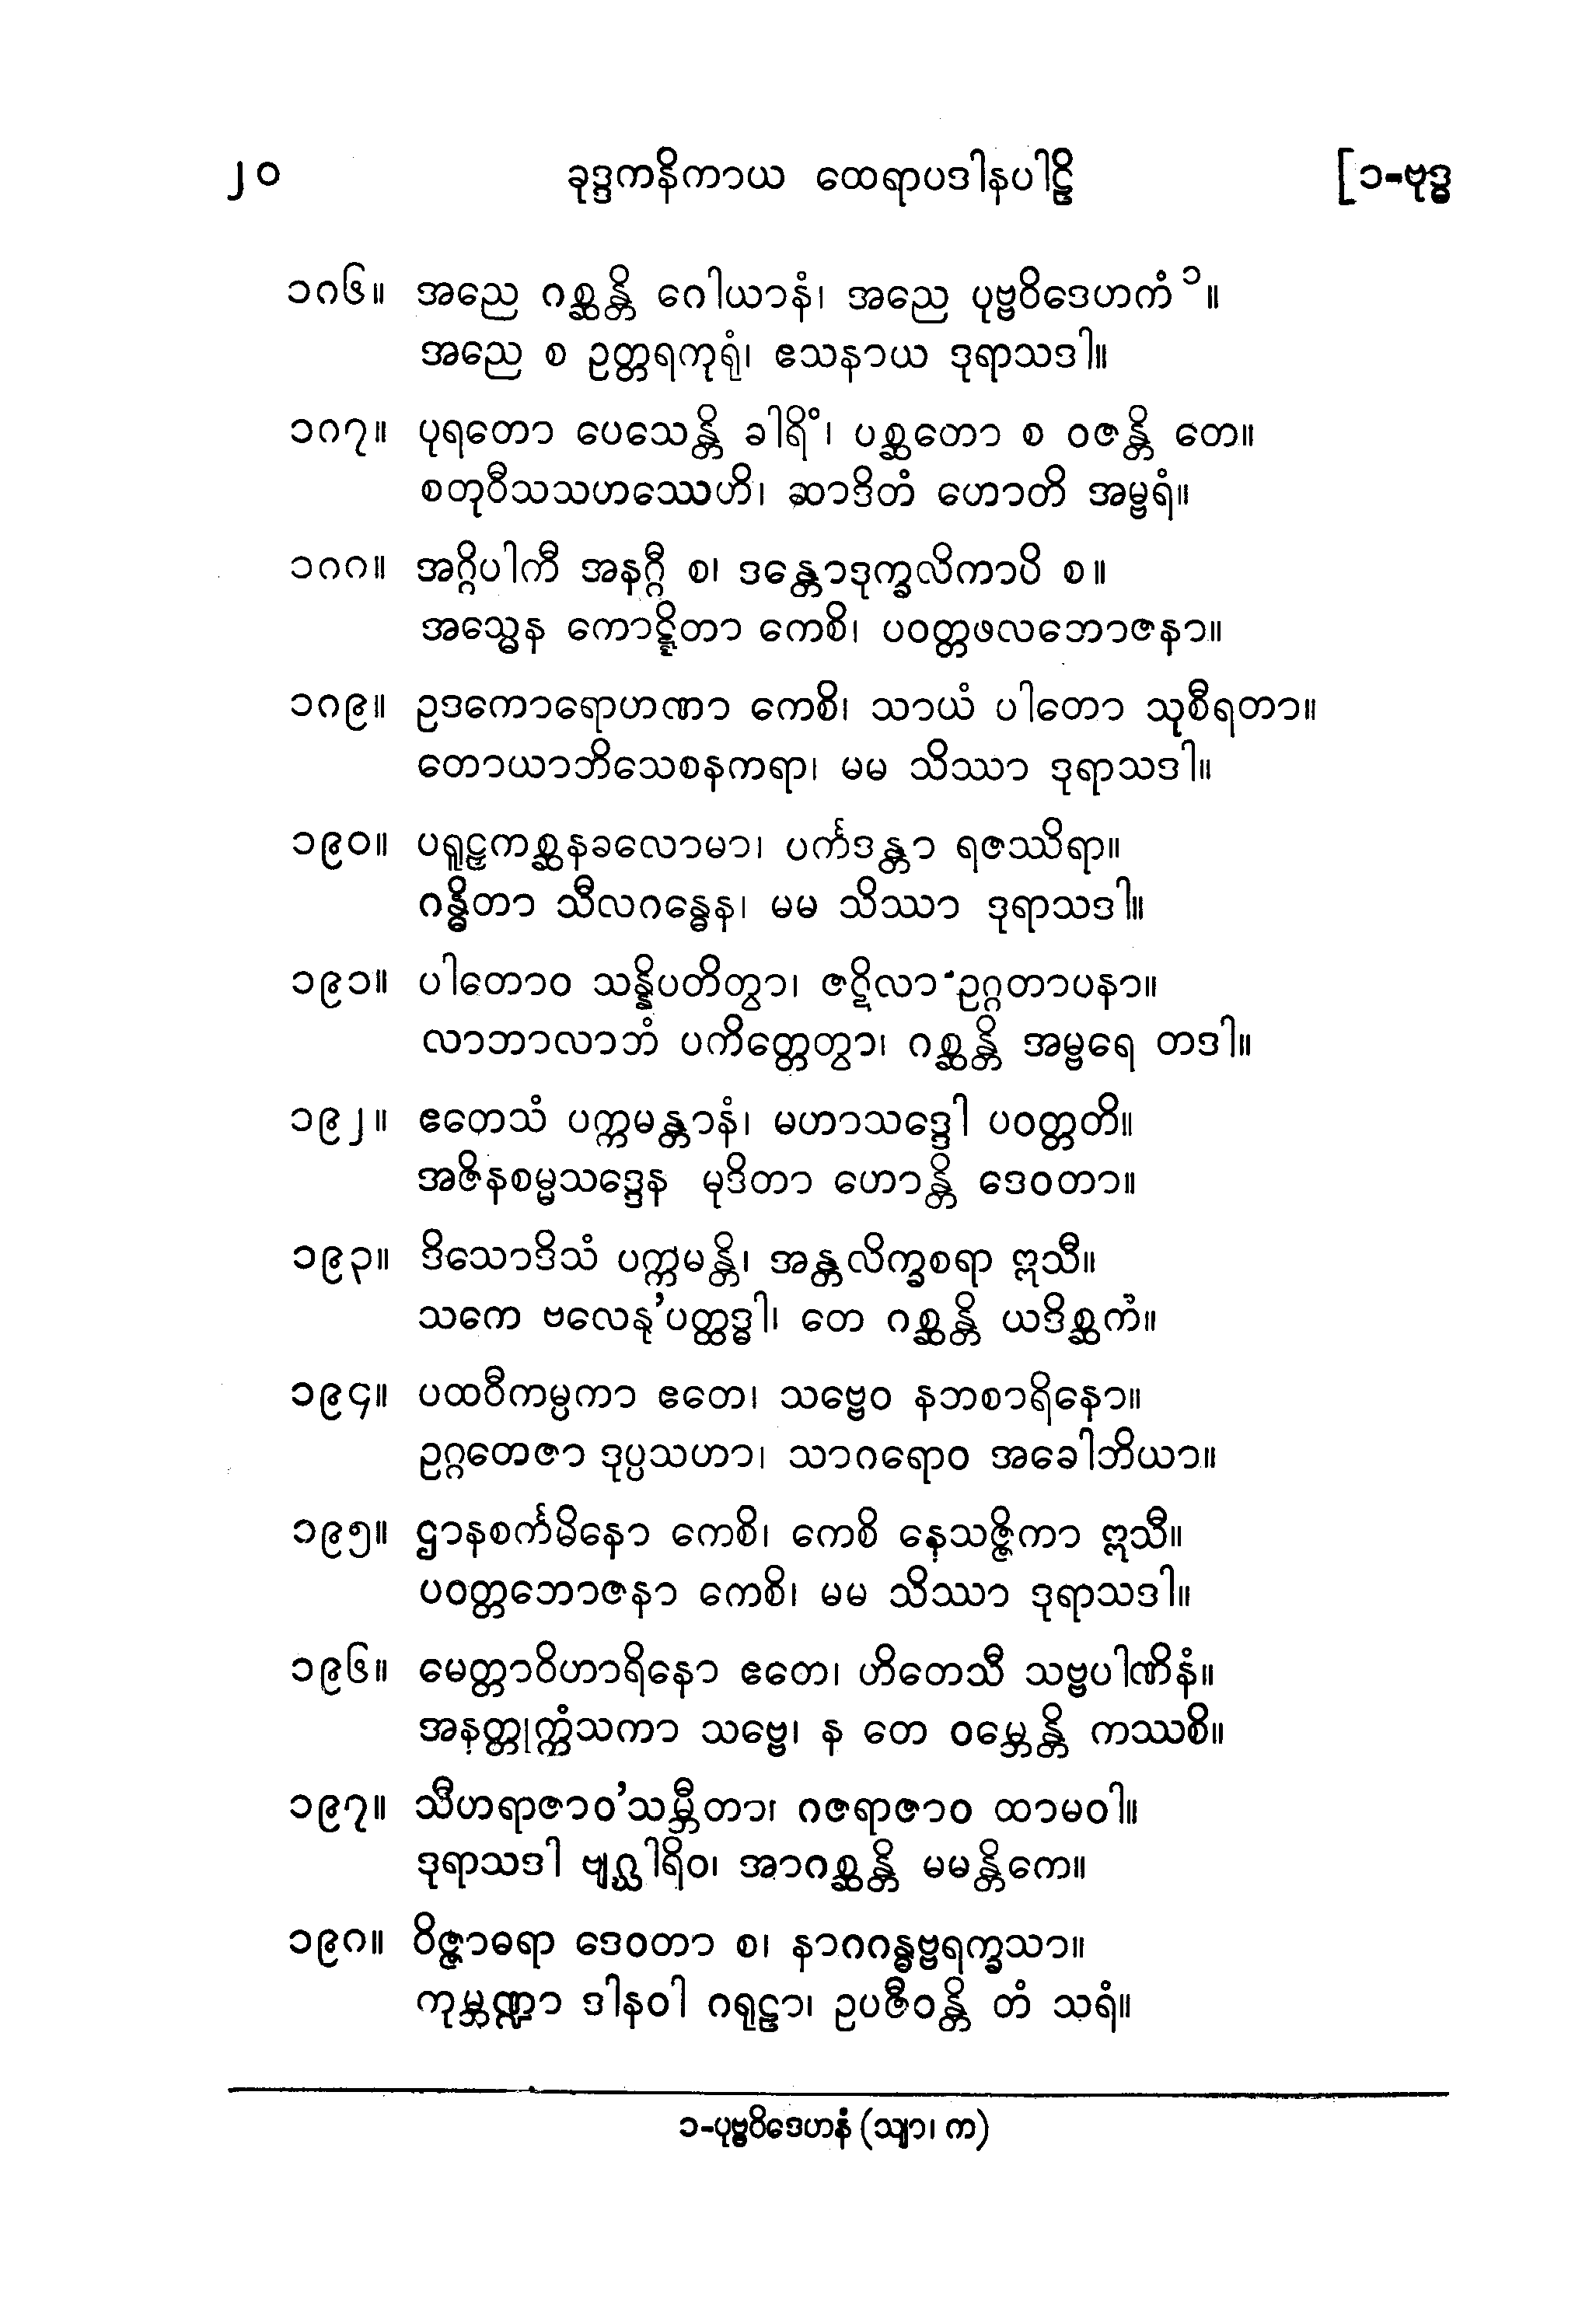 ၂၀ ခုဒ္ဒကနိကာယ ထေရာပဒါနပါဠိ [၁-ဗုဒ္ဓ
၁၈၆။ အညေ ဂစ္ဆန္တိ ဂေါယာနံ၊ အညေ ပုဗ္ဗဝိဒေဟကံ ၁။
အညေ စ ဥတ္တရကုရုံ၊ ဧသနာယ ဒုရာသဒါ။
၁၈၇။ ပုရတော ပေသေန္တိ ခါရိံ၊ ပစ္ဆတော စ ဝဇန္တိ တေ။
စတုဝီသသဟဿေဟိ၊ ဆာဒိတံ ဟောတိ အမ္ဗရံ။
၁၈၈။ အဂ္ဂိပါကီ အနဂ္ဂီ စ၊ ဒန္တောဒုက္ခလိကာပိ စ။
အသ္မေန ကောဋ္ဋိတာ ကေစိ၊ ပဝတ္တဖလဘောဇနာ။
၁၈၉။ ဥဒကောရောဟဏာ ကေစိ၊ သာယံ ပါတော သုစီရတာ။
တောယာဘိသေစနကရာ၊ မမ သိဿာ ဒုရာသဒါ။
၁၉၀။ ပရူဠှကစ္ဆနခလောမာ၊ ပင်္ကဒန္တာ ရဇဿိရာ။
ဂန္ဓိတာ သီလဂန္ဓေန၊ မမ သိဿာ ဒုရာသဒါ။
၁၉၁။ ပါတောဝ သန္နိပတိတွာ၊ ဇဋိလာ ဥဂ္ဂတာပနာ။
လာဘာလာဘံ ပကိတ္တေတွာ၊ ဂစ္ဆန္တိ အမ္ဗရေ တဒါ။
၁၉၂။ ဧတေသံ ပက္ကမန္တာနံ၊ မဟာသဒ္ဒေါ ပဝတ္တတိ။
အဇိနစမ္မသဒ္ဒေန မုဒိတာ ဟောန္တိ ဒေဝတာ။
၁၉၃။ ဒိသောဒိသံ ပက္ကမန္တိ၊ အန္တလိက္ခစရာ ဣသီ။
သကေ ဗလေနု'ပတ္ထဒ္ဓါ၊ တေ ဂစ္ဆန္တိ ယဒိစ္ဆကံ။
၁၉၄။ ပထဝီကမ္ပကာ ဧတေ၊ သဗ္ဗေဝ နဘစာရိနော။
ဥဂ္ဂတေဇာ ဒုပ္ပသဟာ၊ သာဂရောဝ အခေါဘိယာ။
၁၉၅။ ဌာနစင်္ကမိနော ကေစိ၊ ကေစိ နေသဇ္ဇိကာ ဣသီ။
ပဝတ္တဘောဇနာ ကေစိ၊ မမ သိဿာ ဒုရာသဒါ။
၁၉၆။ မေတ္တာဝိဟာရိနော ဧတေ၊ ဟိတေသီ သဗ္ဗပါဏိနံ။
အနတ္တုက္ကံသကာ သဗ္ဗေ၊ န တေ ဝမ္ဘေန္တိ ကဿစိ။
၁၉၇။ သီဟရာဇာဝ'သမ္ဘီတာ၊ ဂဇရာဇာဝ ထာမဝါ။
ဒုရာသဒါ ဗျဂ္ဃါရိဝ၊ အာဂစ္ဆန္တိ မမန္တိကေ။
၁၉၈။ ဝိဇ္ဇာဓရာ ဒေဝတာ စ၊ နာဂဂန္ဓဗ္ဗရက္ခသာ။
ကုမ္ဘဏ္ဍာ ဒါနဝါ ဂရုဠှာ၊ ဥပဇီဝန္တိ တံ သရံ။
၁-ပုဗ္ဗဝိဒေဟနံ (သျာ၊ က)